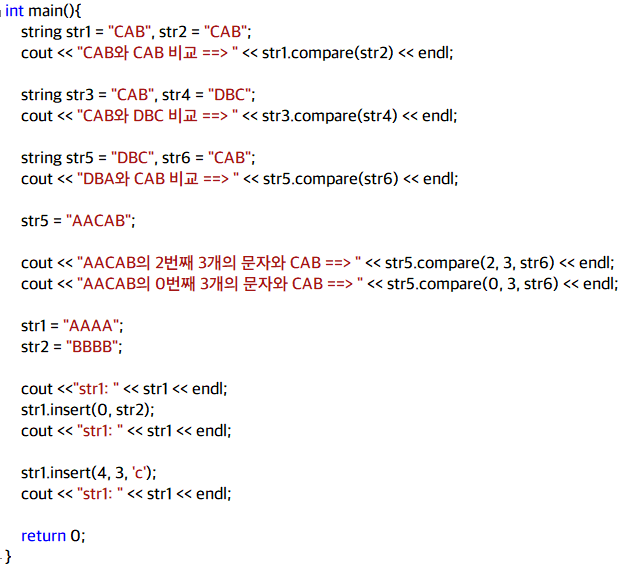 int main(){
string str1 = "CAB", str2 = "CAB";
cout << "CAB와 CAB 비교 ==> " << str1.compare(str2) << endl;
string str3 = "CAB", str4 = "DBC";
cout << "CAB와 DBC 비교 ==> " << str3.compare(str4) << endl;
string str5 = "DBC", str6 = "CAB";
cout << "DBA와 CAB 비교 ==> " << str5.compare(str6) << endl;
str5 = "AACAB";
cout << "AACAB의 2번째 3개의 문자와 CAB ==> " << str5.compare(2, 3, str6) << endl;
cout << "AACAB의 0번째 3개의 문자와 CAB ==> " << str5.compare(0, 3, str6) << endl;
str1 = "AAAA";
str2 = "BBBB";
cout <<"str1: " << str1 << endl;
str1.insert(0, str2);
cout << "str1: " << str1 << endl;
str1.insert(4, 3, 'c');
cout << "str1: " << str1 << endl;
return 0;
}